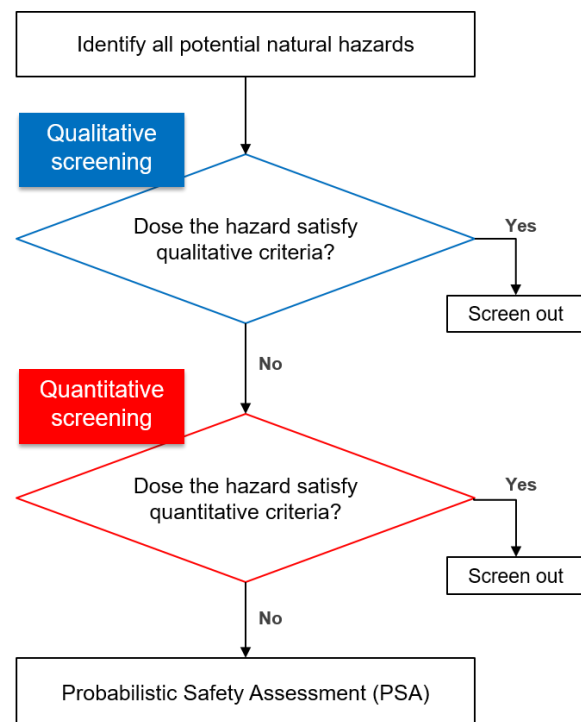 Identify all potential natural hazards
Qualitative
screening
Dose the hazard satisfy
qualitative criteria?
Yes
Screen out
No
Quantitative
screening
Dose the hazard satisfy
quantitative criteria?
Yes
Screen out
No
Probabilistic Safety Assessment (PSA)